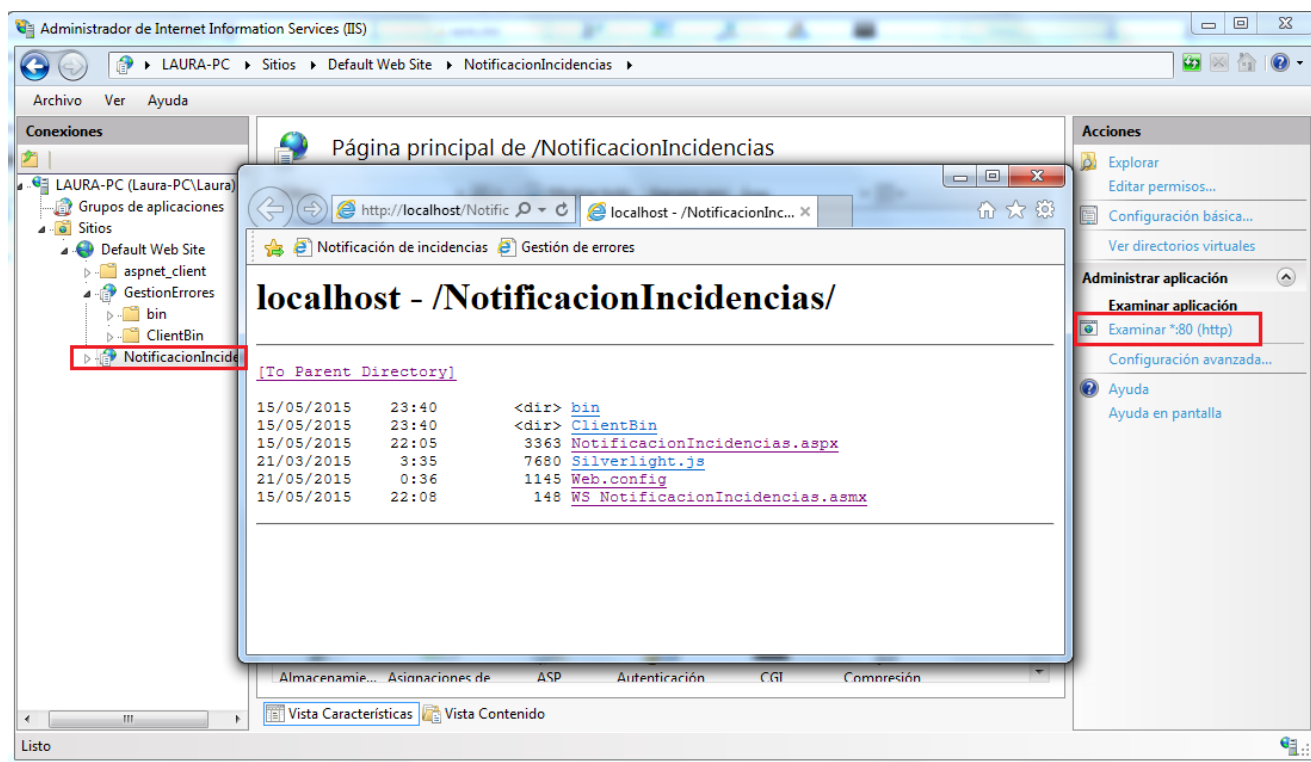 Administrador de Internet Information Services (IIS)
LAURA-PC Sitios Default Web Site NotificacionIncidencias
Archivo Ver Ayuda
Conexiones
LAURA-PC (Laura-PC\Laura)
Grupos de aplicaciones
Sitios
Default Web Site
aspnet_client
GestionErrores
bin
ClientBin
NotificacionIncide
Página principal de /NotificacionIncidencias
http://localhost/Notific
localhost - /NotificacionInc...
Notificación de incidencias Gestión de errores
localhost - /NotificacionIncidencias/
[To Parent Directory]
15/05/2015 23:40 <dir> bin
15/05/2015 23:40 <dir> ClientBin
15/05/2015 22:05 3363 NotificacionIncidencias.aspx
21/03/2015 3:35 7680 Silverlight.js
21/05/2015 0:36 1145 Web.config
15/05/2015 22:08 148 WS_NotificacionIncidencias.asmx
Almacenamie... Asignaciones de ASP Autenticación CGI Compresión
Vista Características Vista Contenido
Acciones
Explorar
Editar permisos...
Configuración básica...
Ver directorios virtuales
Administrar aplicación
Examinar aplicación
Examinar *:80 (http)
Configuración avanzada...
Ayuda
Ayuda en pantalla
Listo